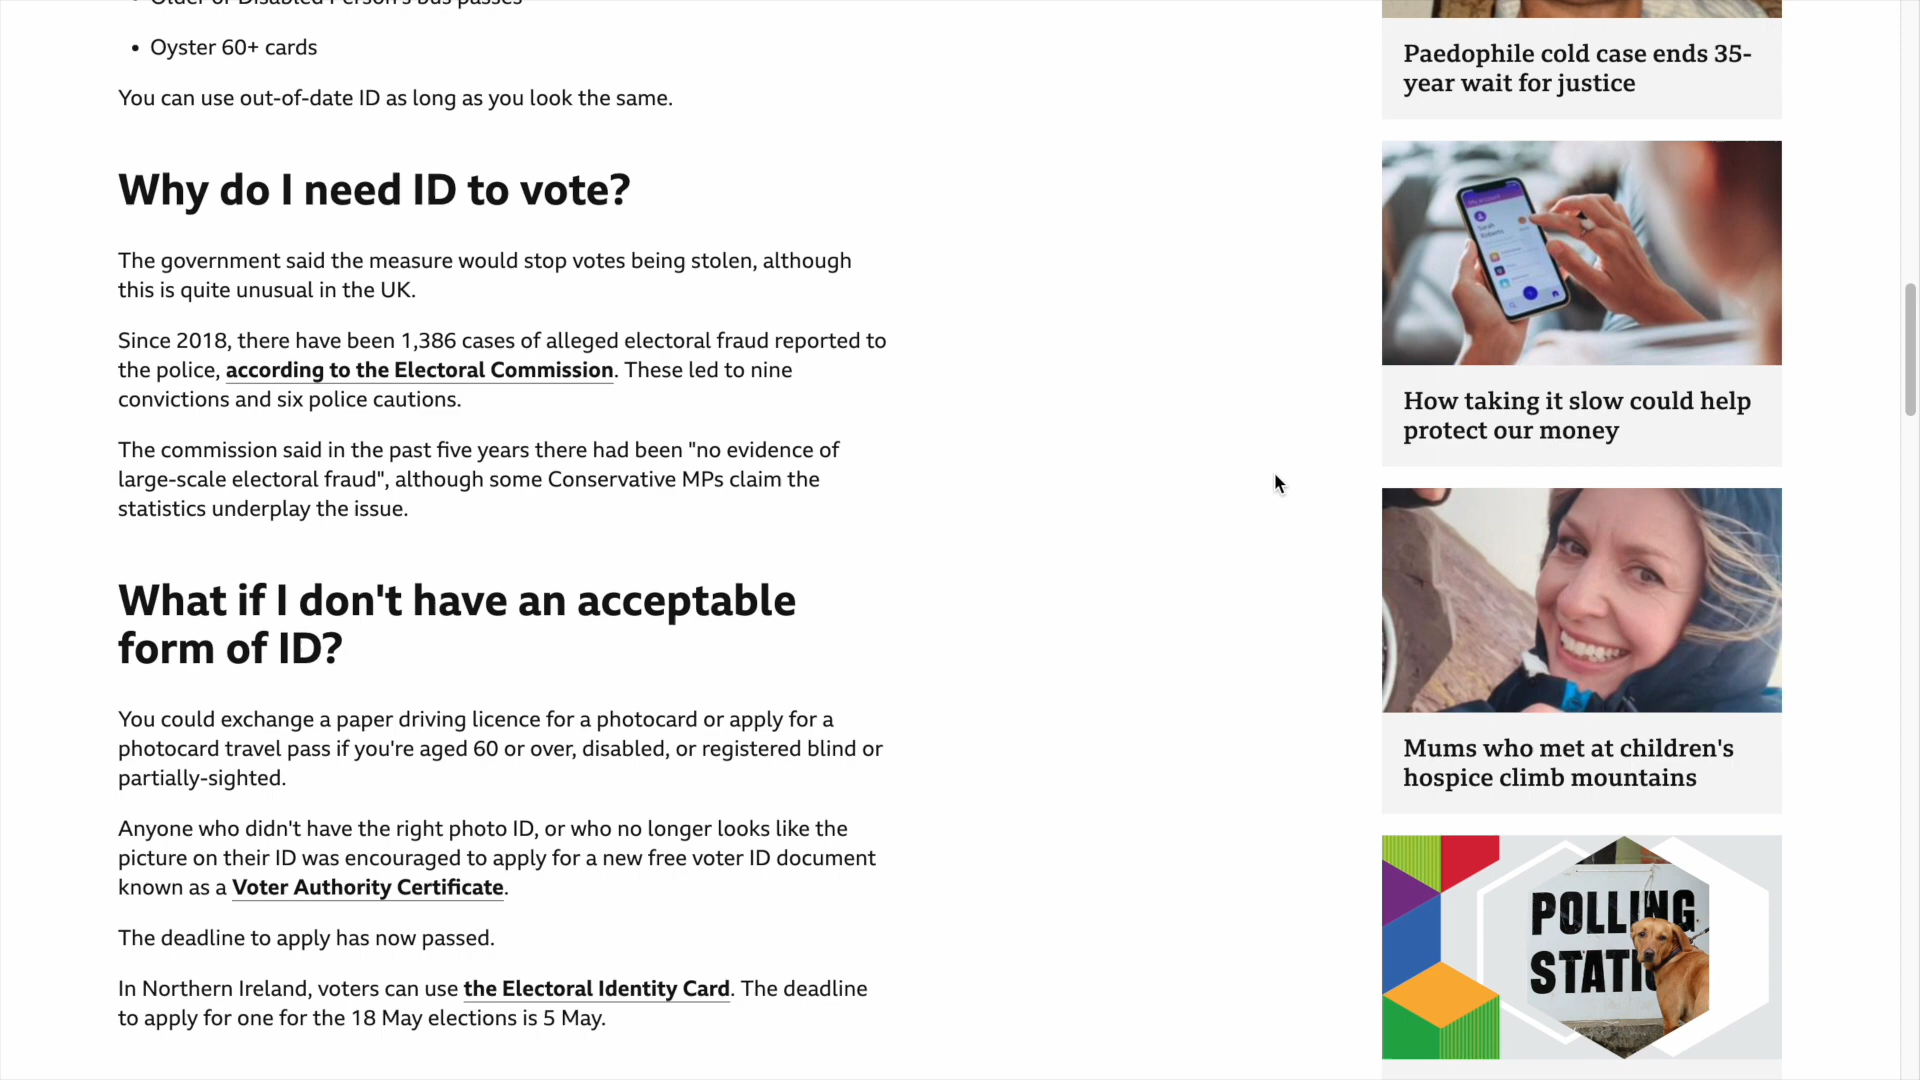 Older or Disabled Person's bus passes
• Oyster 60+ cards
You can use out-of-date ID as long as you look the same.
Why do I need ID to vote?
The government said the measure would stop votes being stolen, although
this is quite unusual in the UK.
Since 2018, there have been 1,386 cases of alleged electoral fraud reported to
the police, according to the Electoral Commission. These led to nine
convictions and six police cautions.
The commission said in the past five years there had been "no evidence of
large-scale electoral fraud", although some Conservative MPs claim the
statistics underplay the issue.
What if I don't have an acceptable
form of ID?
You could exchange a paper driving licence for a photocard or apply for a
photocard travel pass if you're aged 60 or over, disabled, or registered blind or
partially-sighted.
Anyone who didn't have the right photo ID, or who no longer looks like the
picture on their ID was encouraged to apply for a new free voter ID document
known as a Voter Authority Certificate.
The deadline to apply has now passed.
In Northern Ireland, voters can use the Electoral Identity Card. The deadline
to apply for one for the 18 May elections is 5 May.
Paedophile cold case ends 35-
year wait for justice
My account
Sarah
Roberts
How taking it slow could help
protect our money
Mums who met at children's
hospice climb mountains
POLLING
STATI